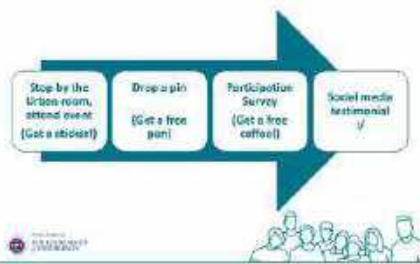 Stop by the
Urban room,
attend event
(Get a sticker!)
Drop a pin
(Get a free
pen)
Participation
Survey
(Get a free
coffee!)
Social media
testimonial